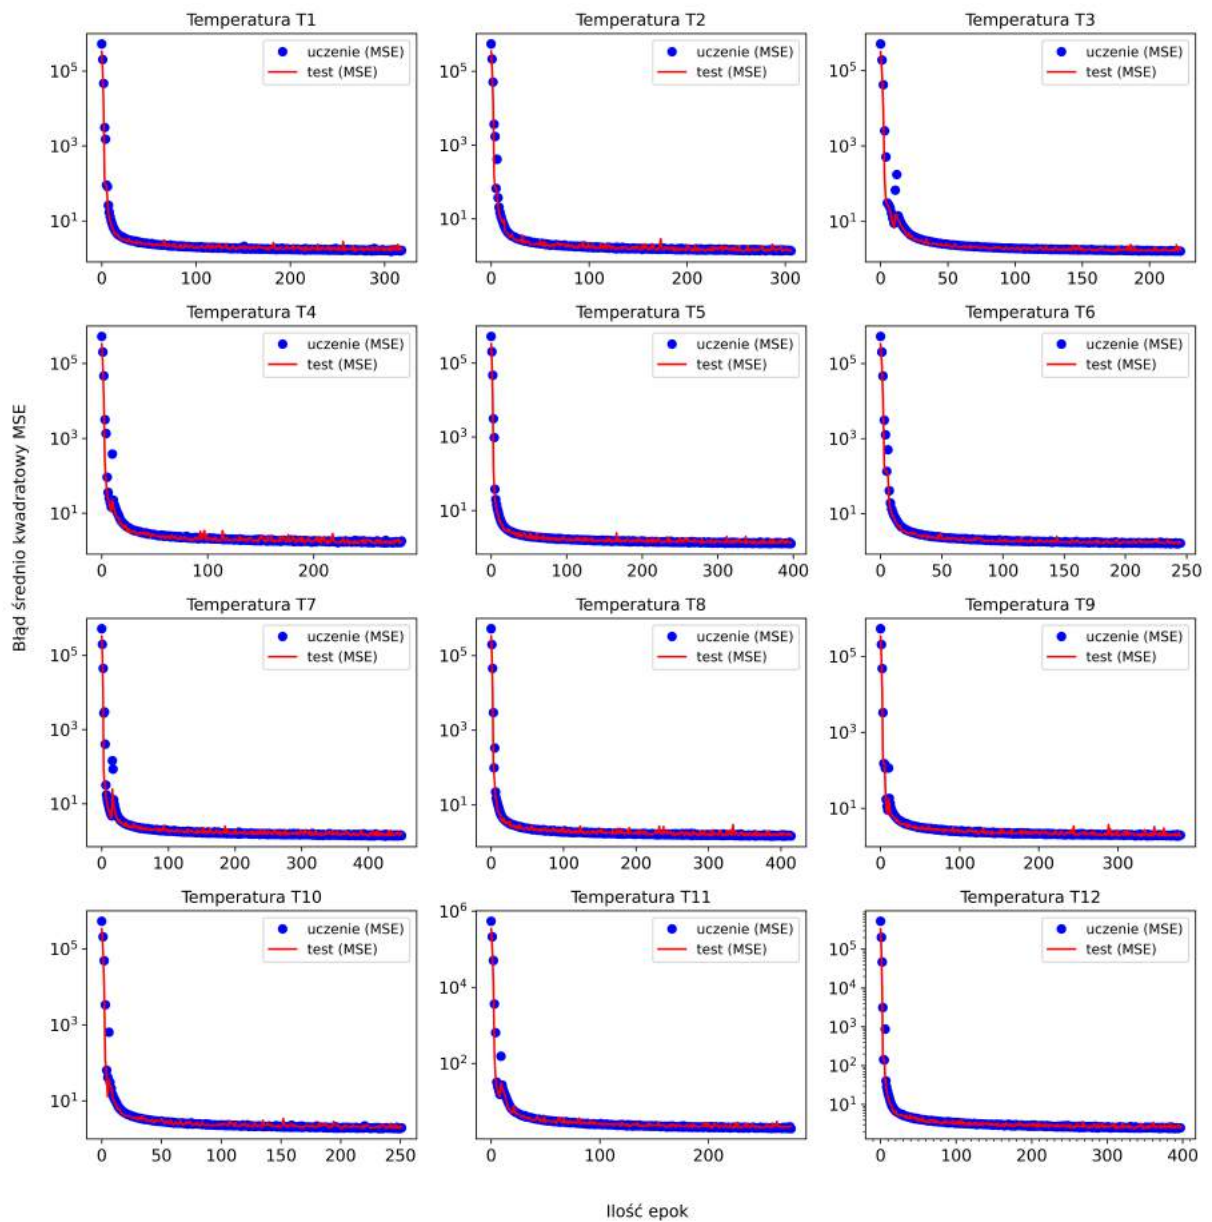 Temperatura T1
uczenie (MSE)
test (MSE)
10^5
10^3
10^1
0 100 200 300
Temperatura T2
uczenie (MSE)
test (MSE)
10^5
10^3
10^1
0 100 200 300
Temperatura T3
uczenie (MSE)
test (MSE)
10^5
10^3
10^1
0 50 100 150 200
Temperatura T4
uczenie (MSE)
test (MSE)
10^5
10^3
10^1
0 100 200
Temperatura T5
uczenie (MSE)
test (MSE)
10^5
10^3
10^1
0 100 200 300 400
Temperatura T6
uczenie (MSE)
test (MSE)
10^5
10^3
10^1
0 50 100 150 200 250
Błąd średnio kwadratowy MSE
Temperatura T7
uczenie (MSE)
test (MSE)
10^5
10^3
10^1
0 100 200 300 400
Temperatura T8
uczenie (MSE)
test (MSE)
10^5
10^3
10^1
0 100 200 300 400
Temperatura T9
uczenie (MSE)
test (MSE)
10^5
10^3
10^1
0 100 200 300
Temperatura T10
uczenie (MSE)
test (MSE)
10^5
10^3
10^1
0 50 100 150 200 250
Temperatura T11
uczenie (MSE)
test (MSE)
10^6
10^4
10^2
0 100 200
Temperatura T12
uczenie (MSE)
test (MSE)
10^5
10^4
10^3
10^2
10^1
0 100 200 300 400
Ilość epok